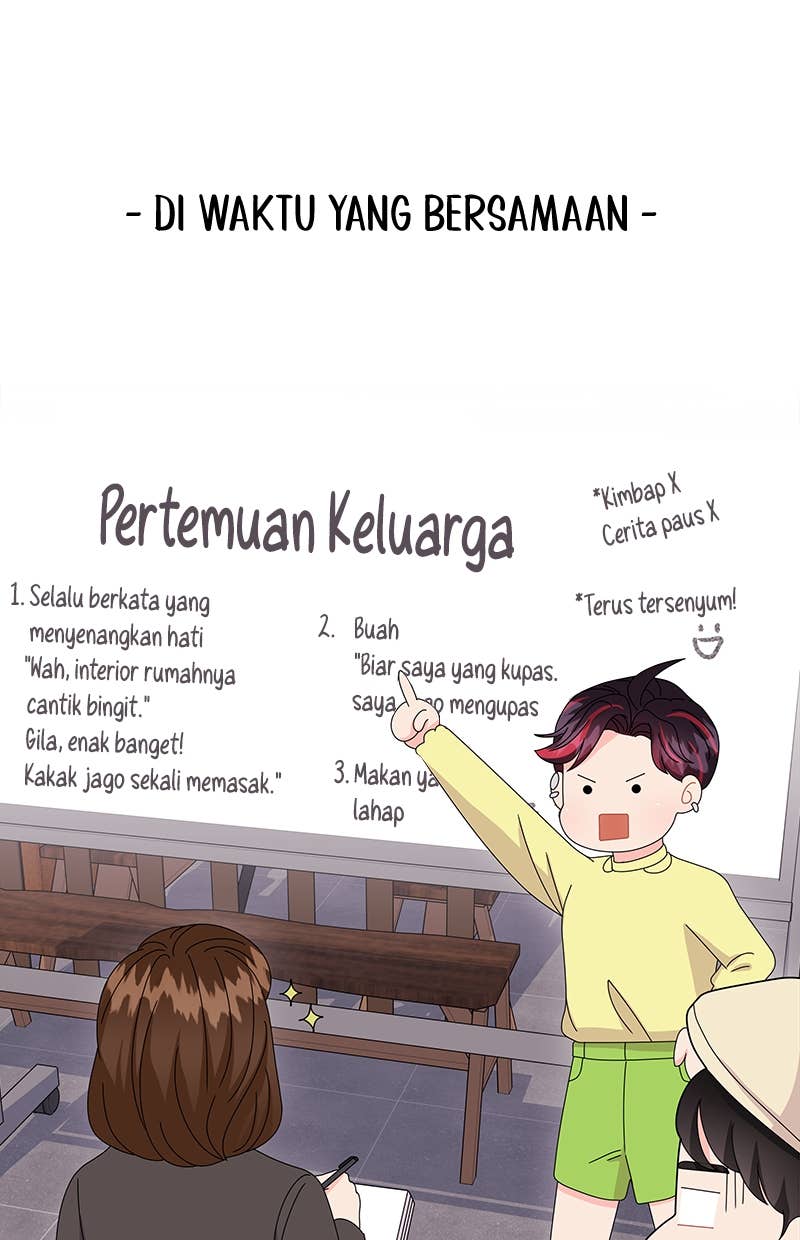 - DI WAKTU YANG BERSAMAAN -
Pertemuan Keluarga
*Kimbap X
Cerita paus X
*Terus tersenyum!
1. Selalu berkata yang
menyenangkan hati
"Wah, interior rumahnya
cantik bingit."
Gila, enak banget!
Kakak jago sekali memasak."
2. Buah
"Biar saya yang kupas.
saya mengupas
3. Makan
lahap